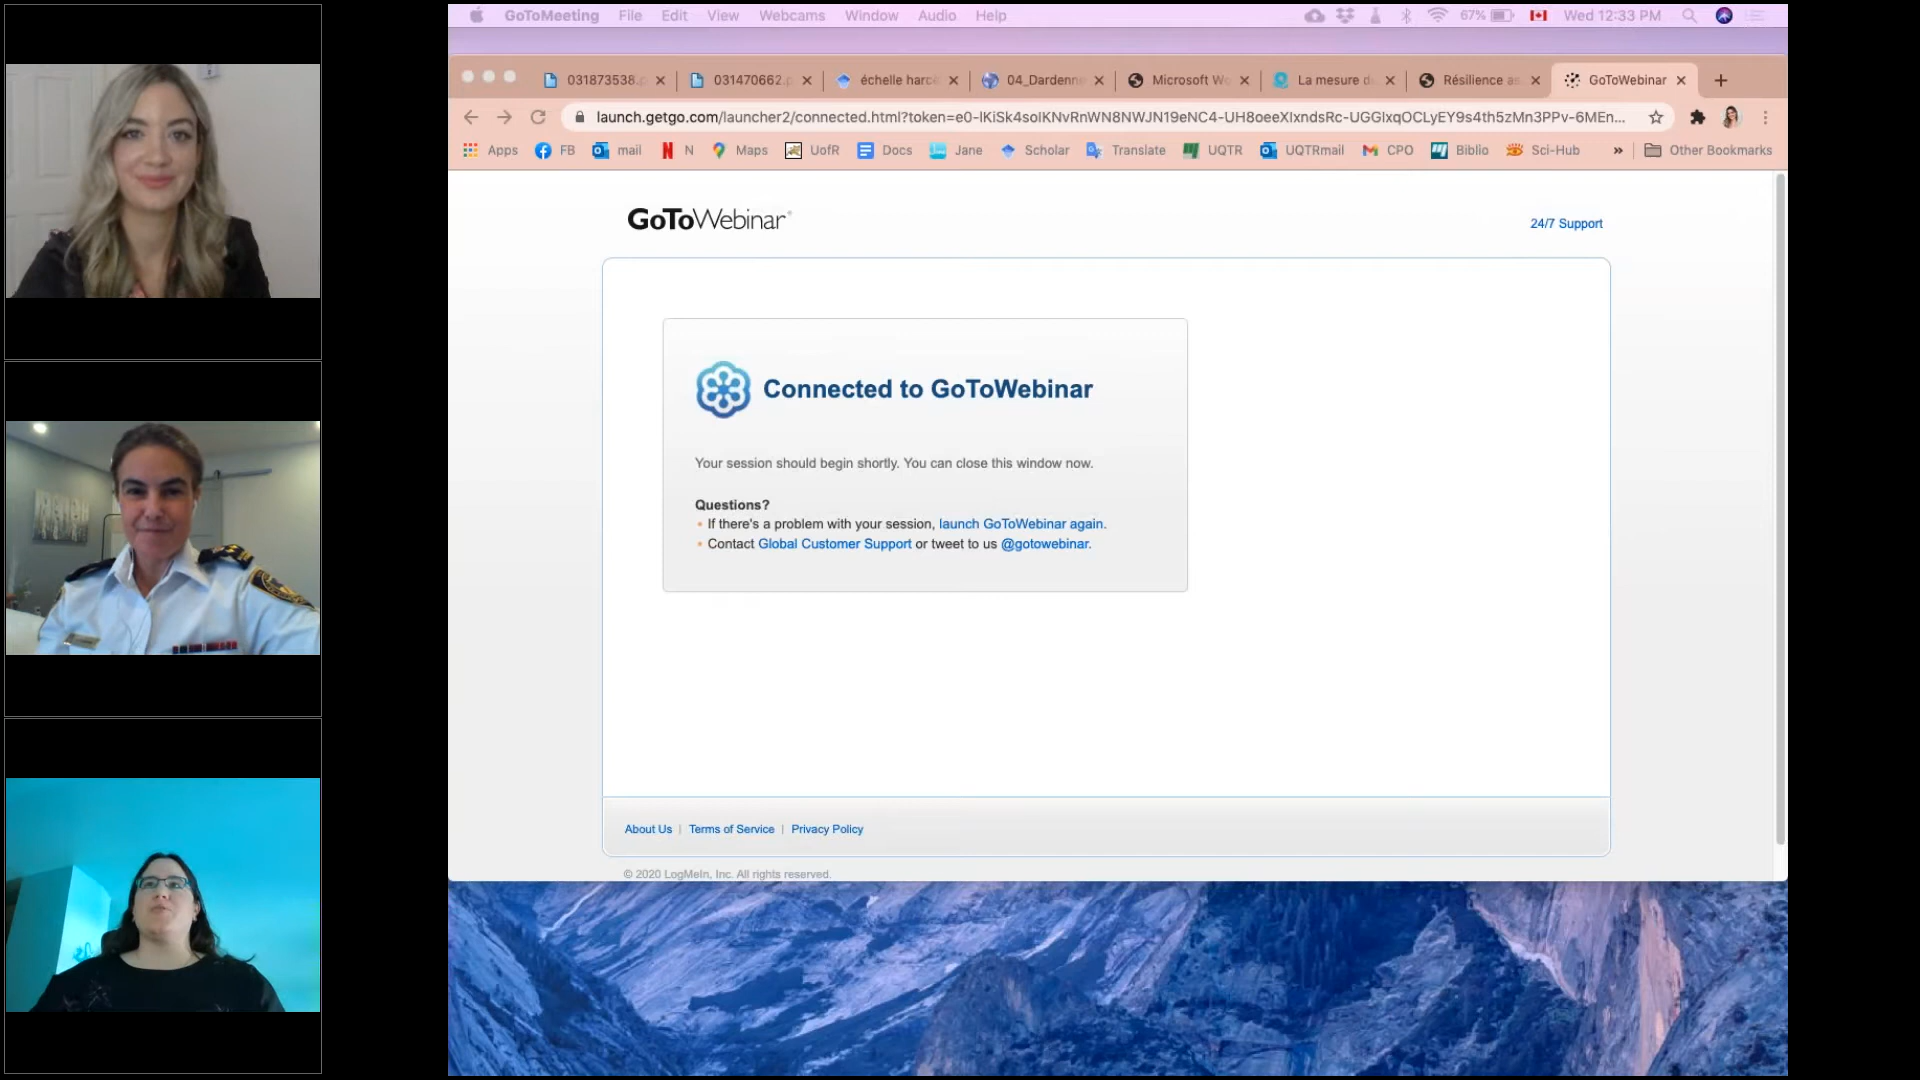 GoToMeeting File Edit View Webcams Window Audio Help 67% Wed 12:33 PM
031873538.p 031470662.p échelle harc 04_Dardenne Microsoft Wo La mesure d Résilience as GoToWebinar
launch.getgo.com/launcher2/connected.html?token=e0-
Apps FB mail N Maps UofR Docs Jane Scholar Translate UQTR UQTRmail CPO Biblio Sci-Hub » Other Bookmarks
GoToWebinar
24/7 Support
Connected to GoToWebinar
Your session should begin shortly. You can close this window now.
Questions?
• If there's a problem with your session, launch GoToWebinar again.
• Contact Global Customer Support or tweet to us @gotowebinar.
About Us | Terms of Service | Privacy Policy
© 2020 LogMeIn, Inc. All rights reserved.